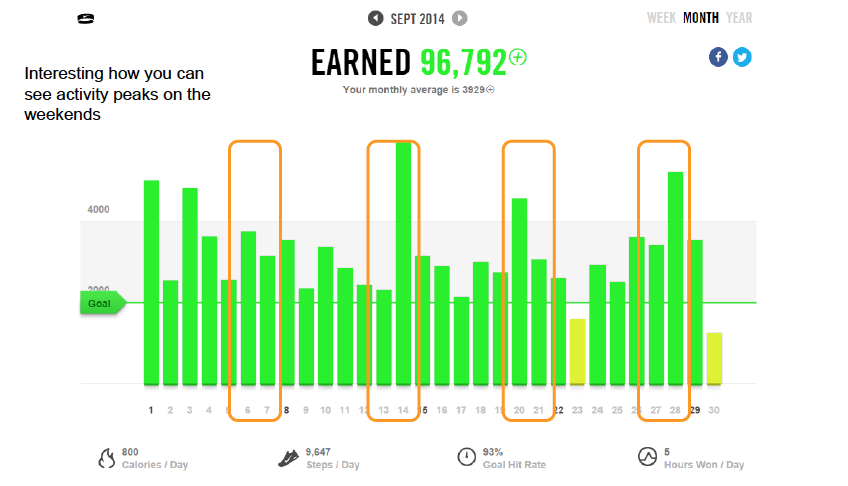 SEPT 2014
WEEK MONTH YEAR
EARNED 96,792
Your monthly average is 3929
Interesting how you can
see activity peaks on the
weekends
4000
2000
Goal
1 2 3 4 5 6 7 8 9 10 11 12 13 14 15 16 17 18 19 20 21 22 23 24 25 26 27 28 29 30
800
Calories / Day
9,647
Steps / Day
93%
Goal Hit Rate
5
Hours Won / Day